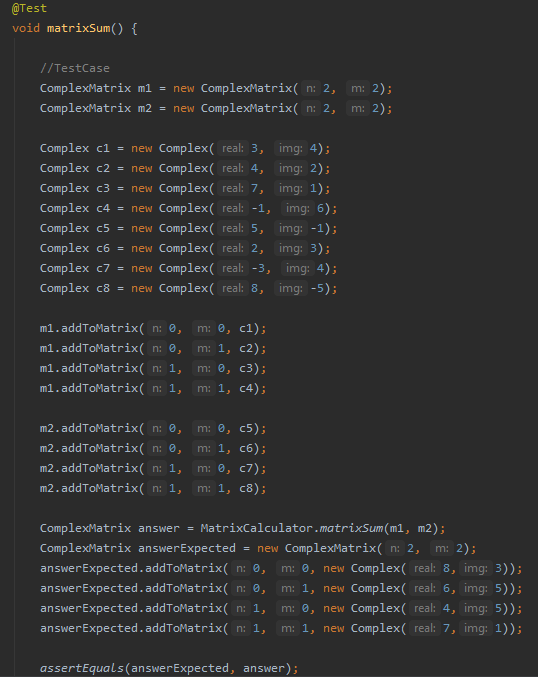 @Test
void matrixSum() {
//TestCase
ComplexMatrix m1 = new ComplexMatrix( n: 2, m: 2);
ComplexMatrix m2 = new ComplexMatrix( n: 2, m: 2);
Complex c1 = new Complex( real: 3, img: 4);
Complex c2 = new Complex( real: 4, img: 2);
Complex c3 = new Complex( real: 7, img: 1);
Complex c4 = new Complex( real: -1, img: 6);
Complex c5 = new Complex( real: 5, img: -1);
Complex c6 = new Complex( real: 2, img: 3);
Complex c7 = new Complex( real: -3, img: 4);
Complex c8 = new Complex( real: 8, img: -5);
m1.addToMatrix( n: 0, m: 0, c1);
m1.addToMatrix( n: 0, m: 1, c2);
m1.addToMatrix( n: 1, m: 0, c3);
m1.addToMatrix( n: 1, m: 1, c4);
m2.addToMatrix( n: 0, m: 0, c5);
m2.addToMatrix( n: 0, m: 1, c6);
m2.addToMatrix( n: 1, m: 0, c7);
m2.addToMatrix( n: 1, m: 1, c8);
ComplexMatrix answer = MatrixCalculator.matrixSum(m1, m2);
ComplexMatrix answerExpected = new ComplexMatrix( n: 2, m: 2);
answerExpected.addToMatrix( n: 0, m: 0, new Complex( real: 8, img: 3));
answerExpected.addToMatrix( n: 0, m: 1, new Complex( real: 6, img: 5));
answerExpected.addToMatrix( n: 1, m: 0, new Complex( real: 4, img: 5));
answerExpected.addToMatrix( n: 1, m: 1, new Complex( real: 7, img: 1));
assertEquals(answerExpected, answer);